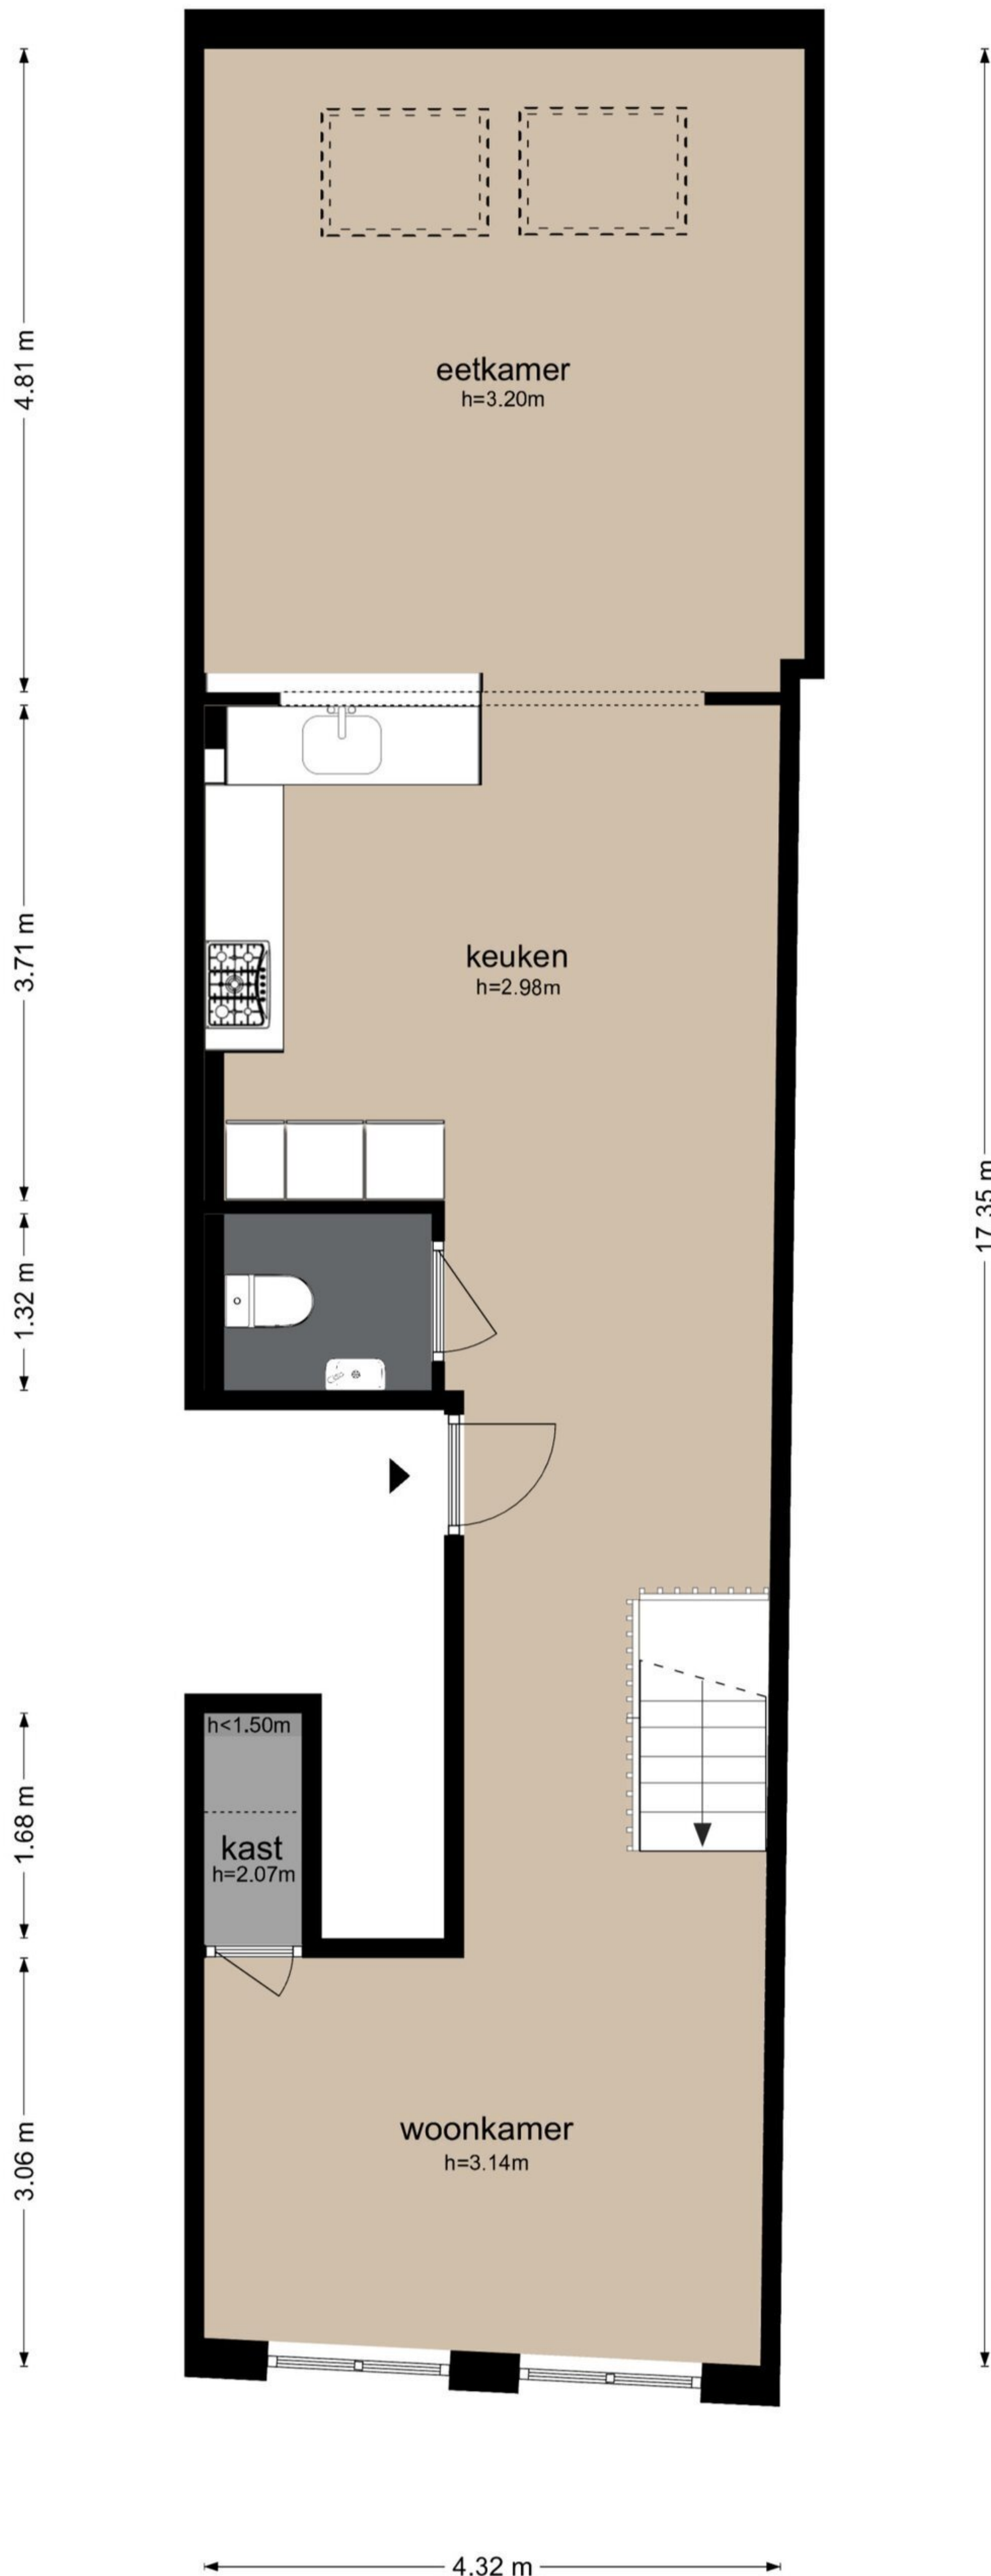 4.81 m
eetkamer
h=3.20m
3.71 m
keuken
h=2.98m
17.35 m
1.32 m
h<1.50m
1.68 m
kast
h=2.07m
3.06 m
woonkamer
h=3.14m
4.32 m